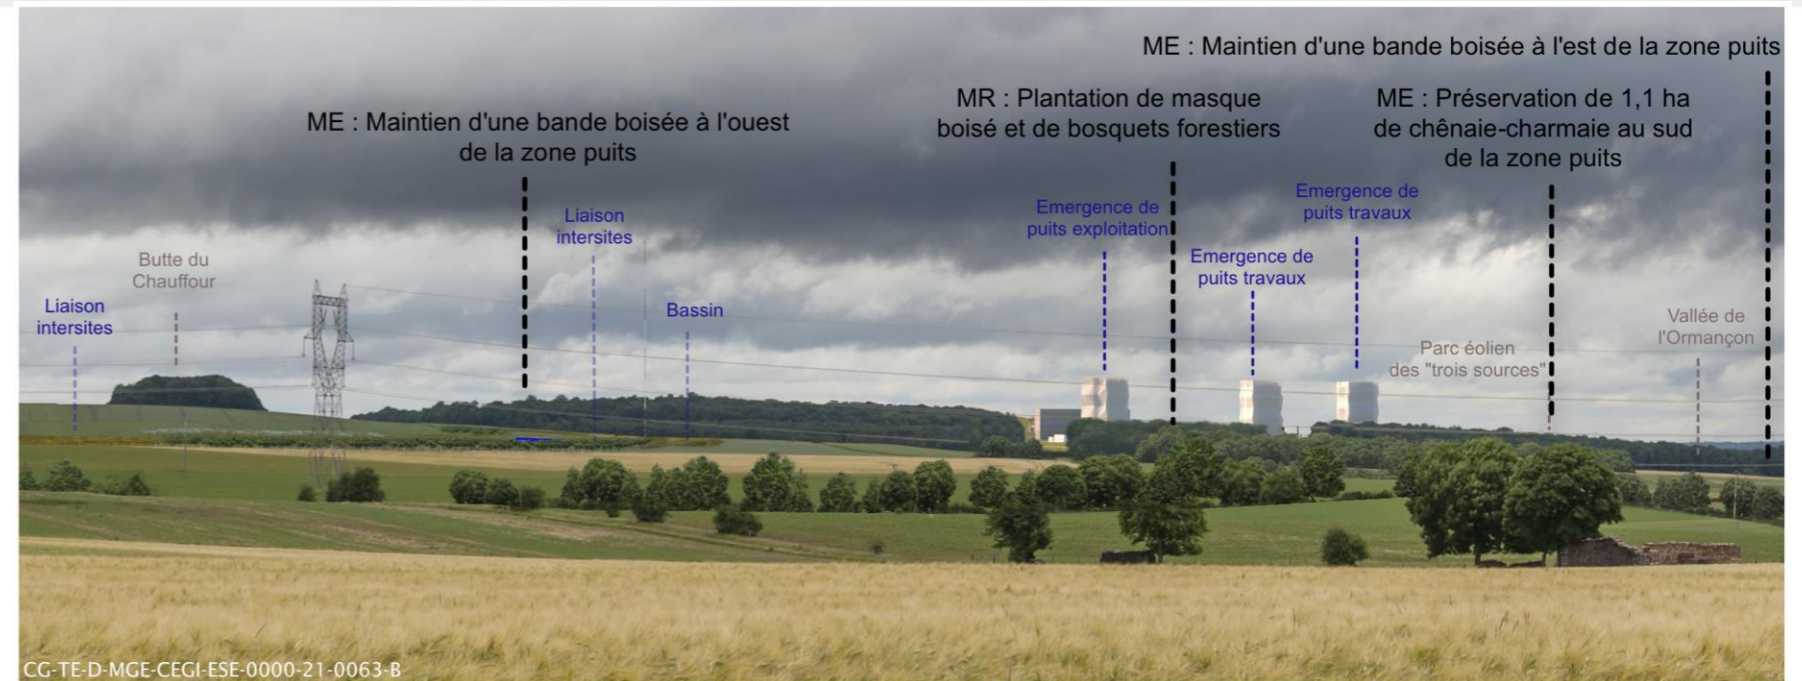 ME : Maintien d'une bande boisée à l'est de la zone puits
MR : Plantation de masque
boisé et de bosquets forestiers
ME : Préservation de 1,1 ha
de chênaie-charmaie au sud
de la zone puits
ME : Maintien d'une bande boisée à l'ouest
de la zone puits
Emergence de
puits travaux
Emergence de
puits exploitation
Liaison
intersites
Emergence de
puits travaux
Butte du
Chauffour
Liaison
intersites
Bassin
Vallée de
l'Ormançon
Parc éolien
des "trois sources"
CG-TE-D-MGE-CEGI-ESE-0000-21-0063-B